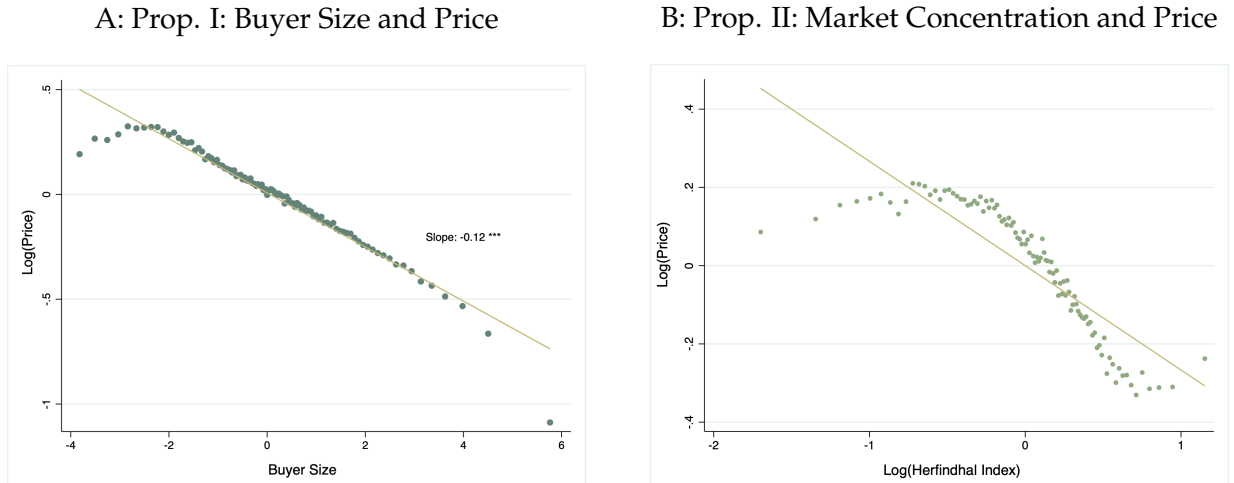 A: Prop. I: Buyer Size and Price
.5
0
-.5
-1
Log(Price)
Slope: -0.12 ***
-4 -2 0 2 4 6
Buyer Size
B: Prop. II: Market Concentration and Price
.4
.2
0
-.2
-.4
Log(Price)
-2 -1 0 1
Log(Herfindhal Index)